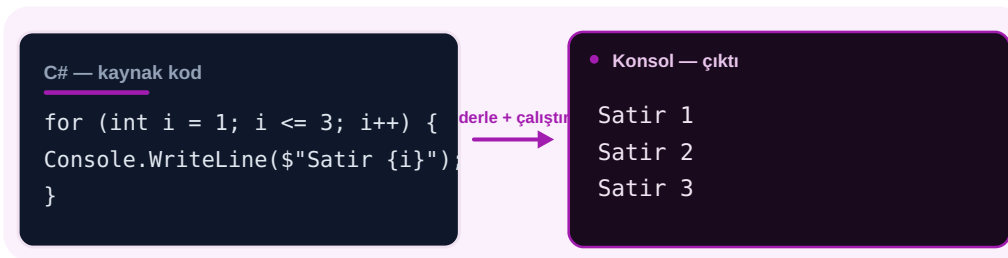 C# — kaynak kod
for (int i = 1; i <= 3; i++) {
Console.WriteLine($"Satir {i}");
}
derle + çalıştır
Konsol — çıktı
Satir 1
Satir 2
Satir 3